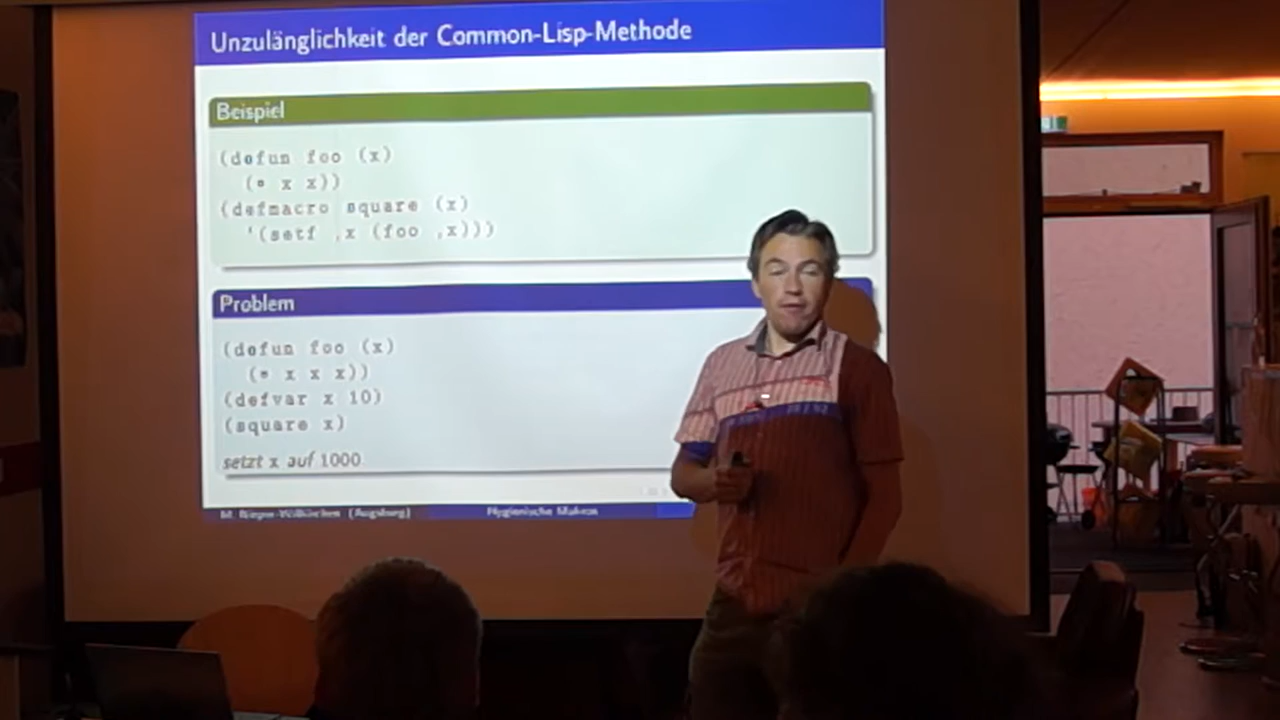 Unzulänglichkeit der Common-Lisp-Methode
Beispiel
(defun foo (x)
(* x x))
(defmacro square (x)
`(setf ,x (foo ,x)))
Problem
(defun foo (x)
(* x x x))
(defvar x 10)
(square x)
setzt x auf 1000
M. (Augsburg) Hygienische Makros